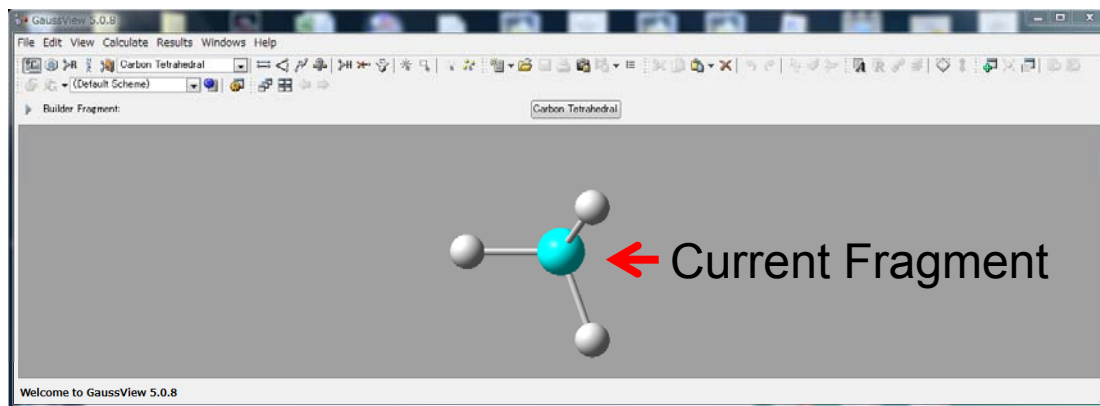 GaussView 5.0.8
File Edit View Calculate Results Windows Help
Carbon Tetrahedral
(Default Scheme)
Builder Fragment:
Carbon Tetrahedral
Current Fragment
Welcome to GaussView 5.0.8